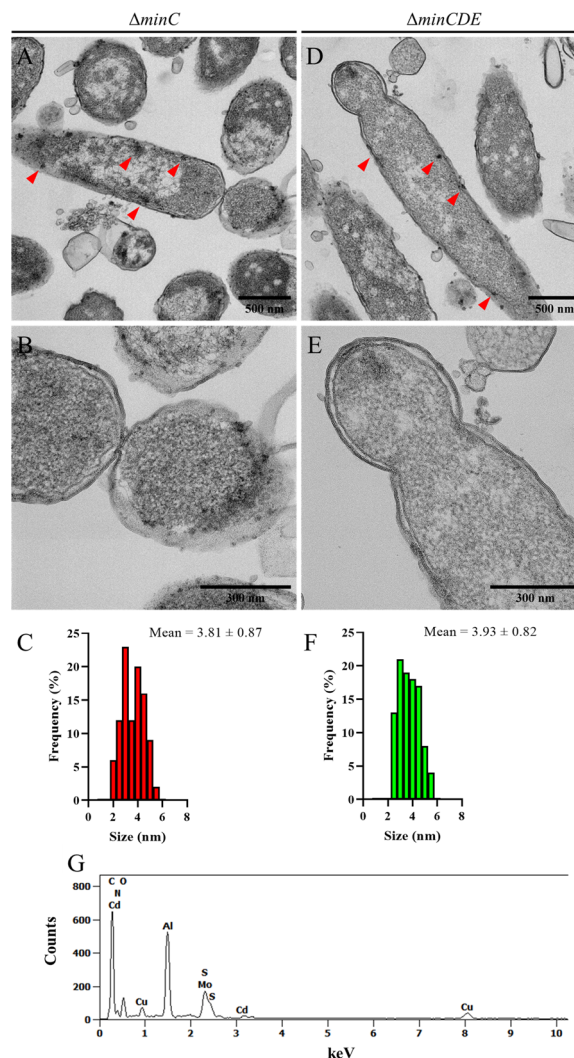 ΔminC
ΔminCDE
A
D
500 nm
500 nm
B
E
300 nm
300 nm
C
Mean = 3.81 ± 0.87
Frequency (%)
25
20
15
10
5
0
0 2 4 6 8
Size (nm)
F
Mean = 3.93 ± 0.82
Frequency (%)
25
20
15
10
5
0
0 2 4 6 8
Size (nm)
G
Counts
800
600
400
200
0
C O
N
Cd
Cu
Al
S
Mo
S
Cd
Cu
0 1 2 3 4 5 6 7 8 9 10
keV